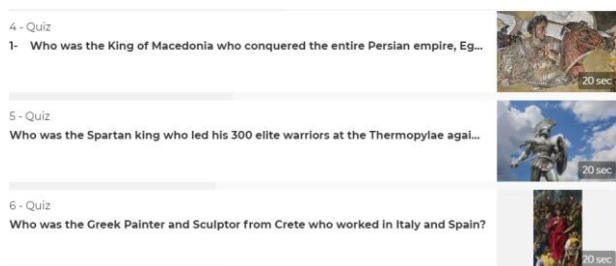 4 - Quiz
1- Who was the King of Macedonia who conquered the entire Persian empire, Eg...
20 sec
5 - Quiz
Who was the Spartan king who led his 300 elite warriors at the Thermopylae agai...
20 sec
6 - Quiz
Who was the Greek Painter and Sculptor from Crete who worked in Italy and Spain?
20 sec